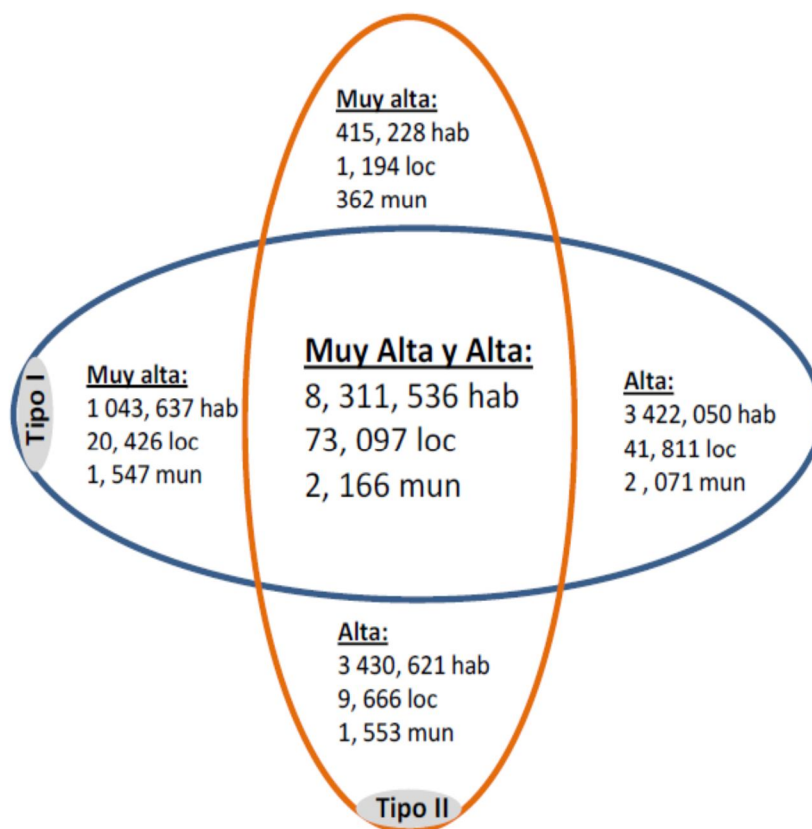 Muy alta:
415, 228 hab
1, 194 loc
362 mun
Tipo I
Muy alta:
1 043, 637 hab
20, 426 loc
1, 547 mun
Muy Alta y Alta:
8, 311, 536 hab
73, 097 loc
2, 166 mun
Alta:
3 422, 050 hab
41, 811 loc
2 , 071 mun
Alta:
3 430, 621 hab
9, 666 loc
1, 553 mun
Tipo II